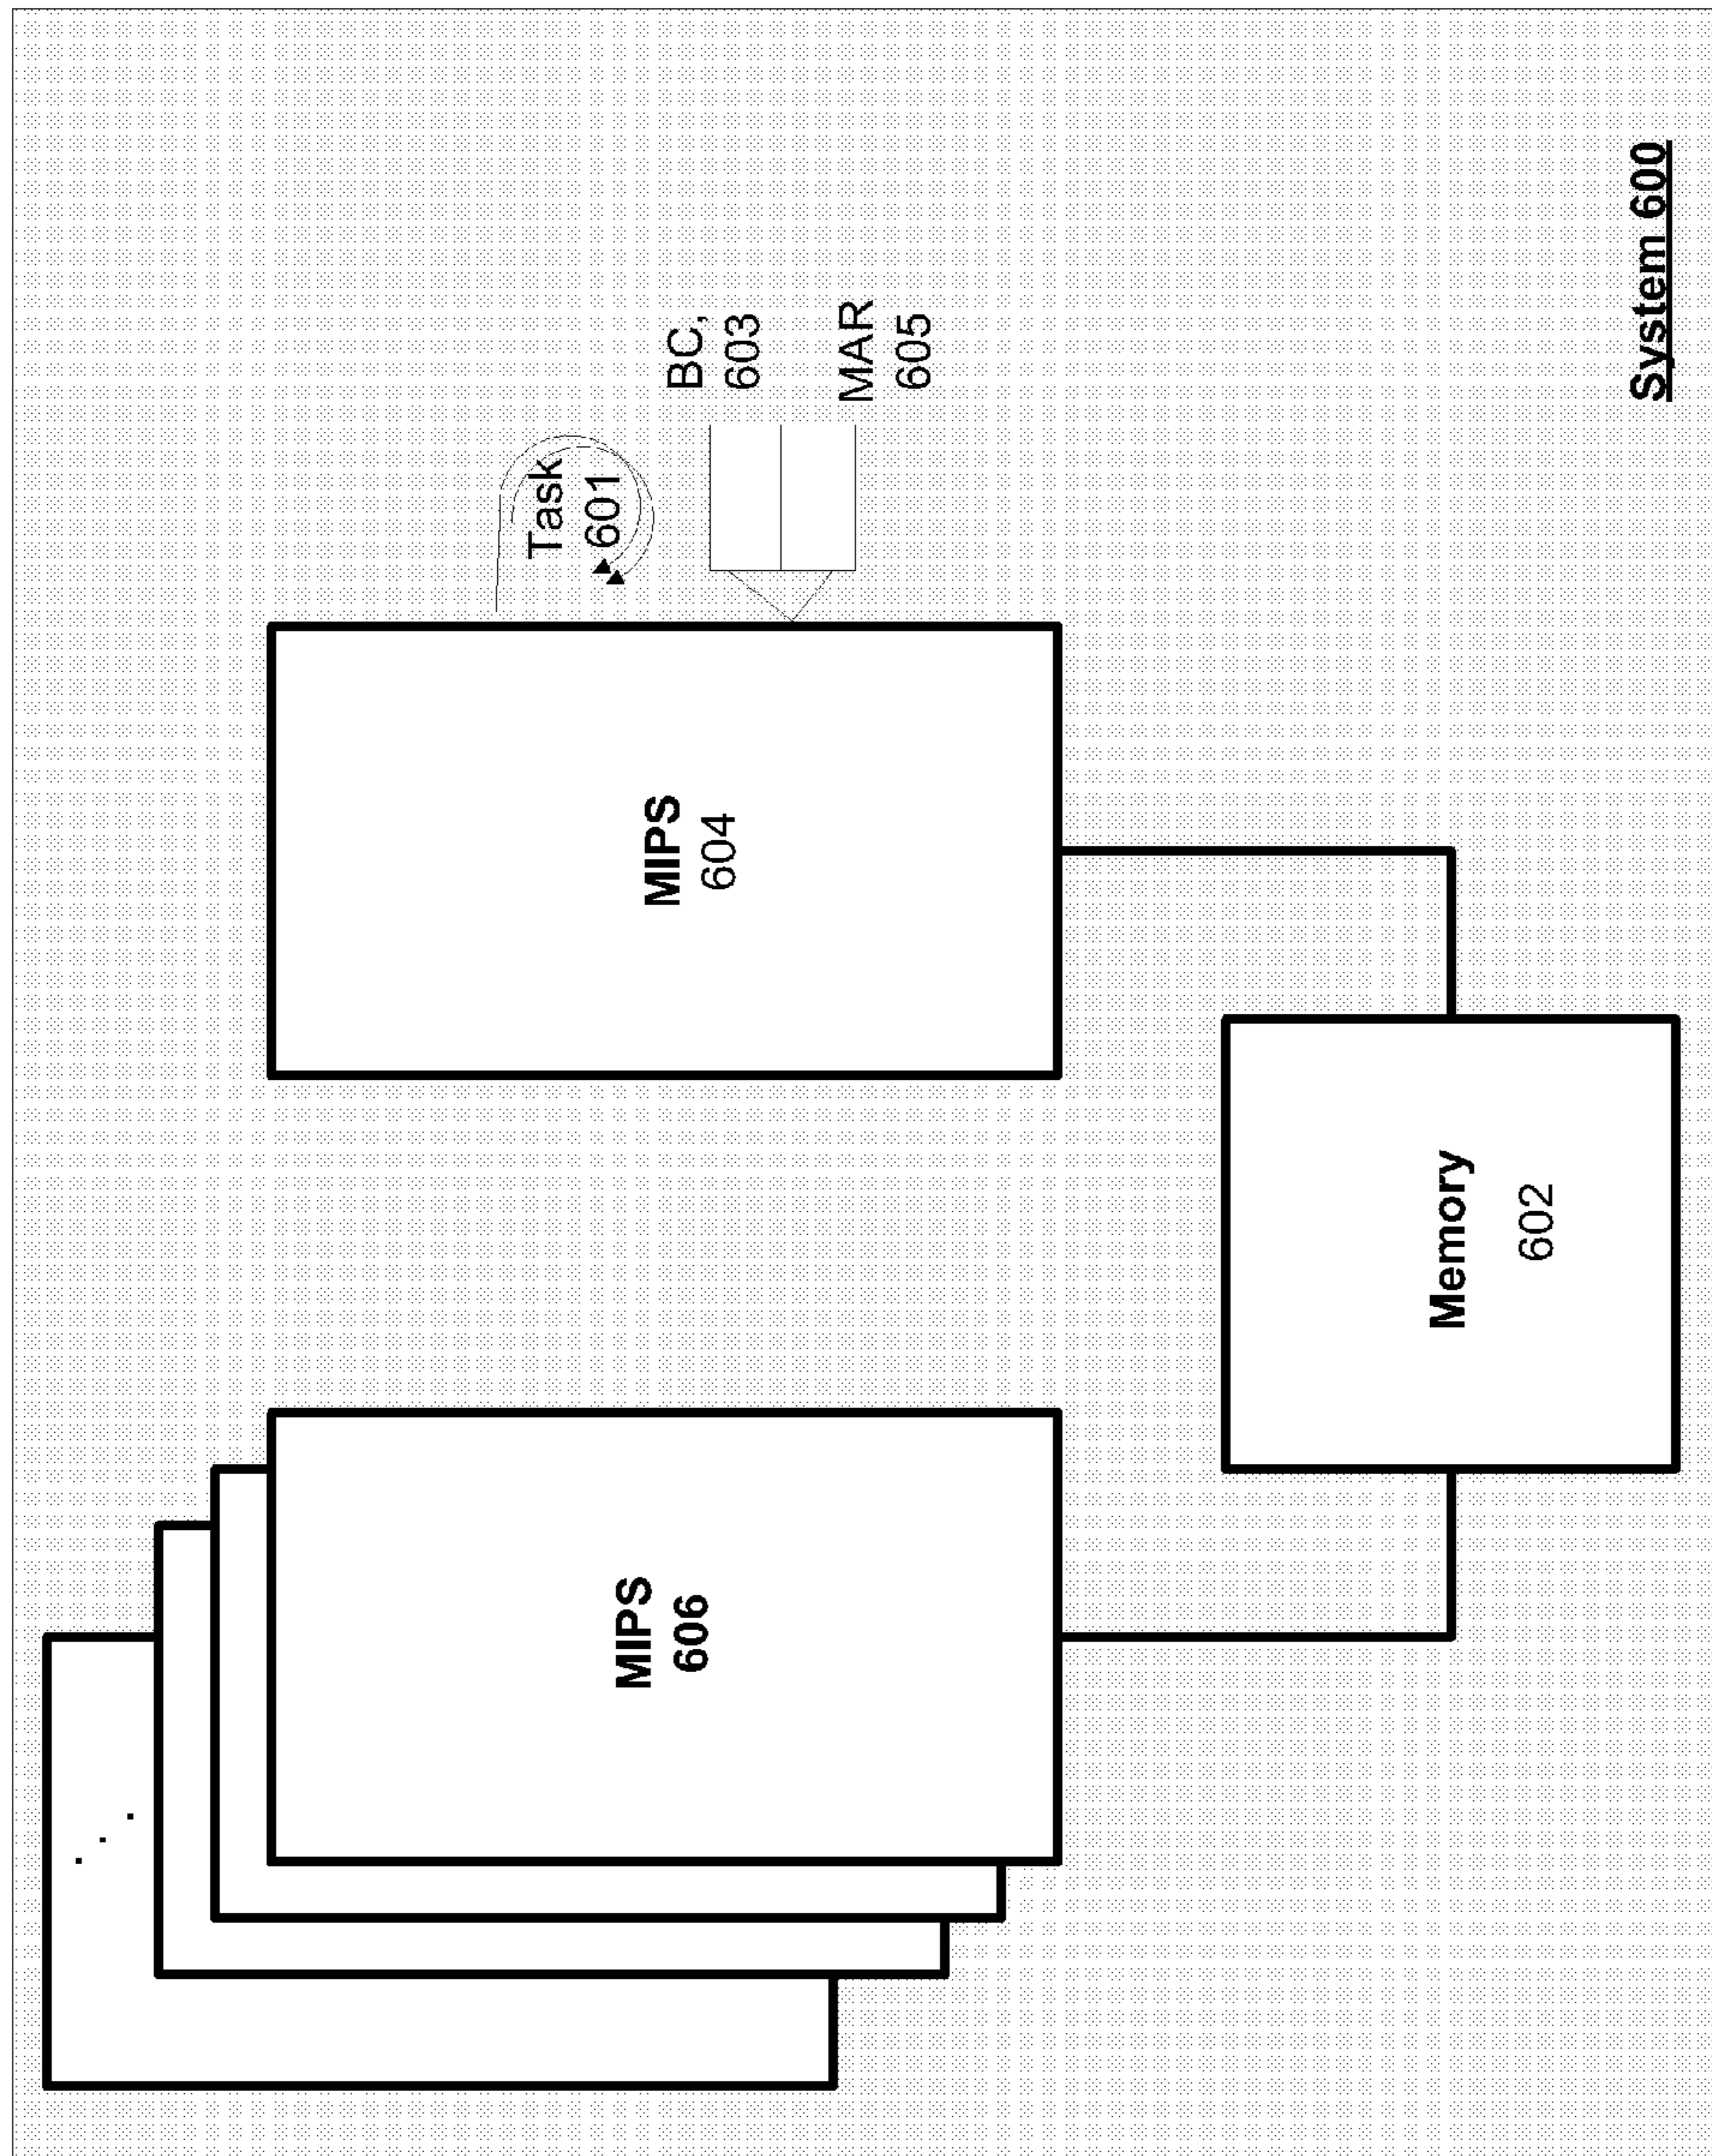 MIPS
606
MIPS
604
Task
601
BC,
603
MAR
605
Memory
602
System 600